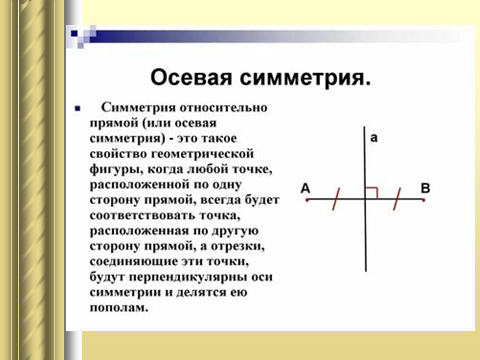 Осевая симметрия.
Симметрия относительно
прямой (или осевая
симметрия) - это такое
свойство геометрической
фигуры, когда любой точке,
расположенной по одну
сторону прямой, всегда будет
соответствовать точка,
расположенная по другую
сторону прямой, а отрезки,
соединяющие эти точки,
будут перпендикулярны оси
симметрии и делятся ею
пополам.
a
A
B